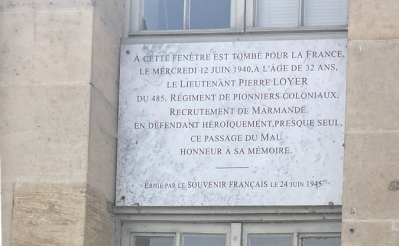 A CETTE FENÊTRE EST TOMBÉ POUR LA FRANCE,
LE MERCREDI 12 JUIN 1940, A L'ÂGE DE 32 ANS,
LE LIEUTENANT PIERRE LOYER
DU 485. RÉGIMENT DE PIONNIERS COLONIAUX,
RECRUTEMENT DE MARMANDE,
EN DÉFENDANT HÉROÏQUEMENT, PRESQUE SEUL,
CE PASSAGE DU MAU.
HONNEUR À SA MÉMOIRE.
ERIGÉ PAR LE SOUVENIR FRANÇAIS LE 24 JUIN 1945.